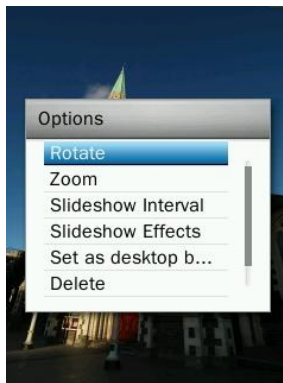 Options
Rotate
Zoom
Slideshow Interval
Slideshow Effects
Set as desktop b...
Delete